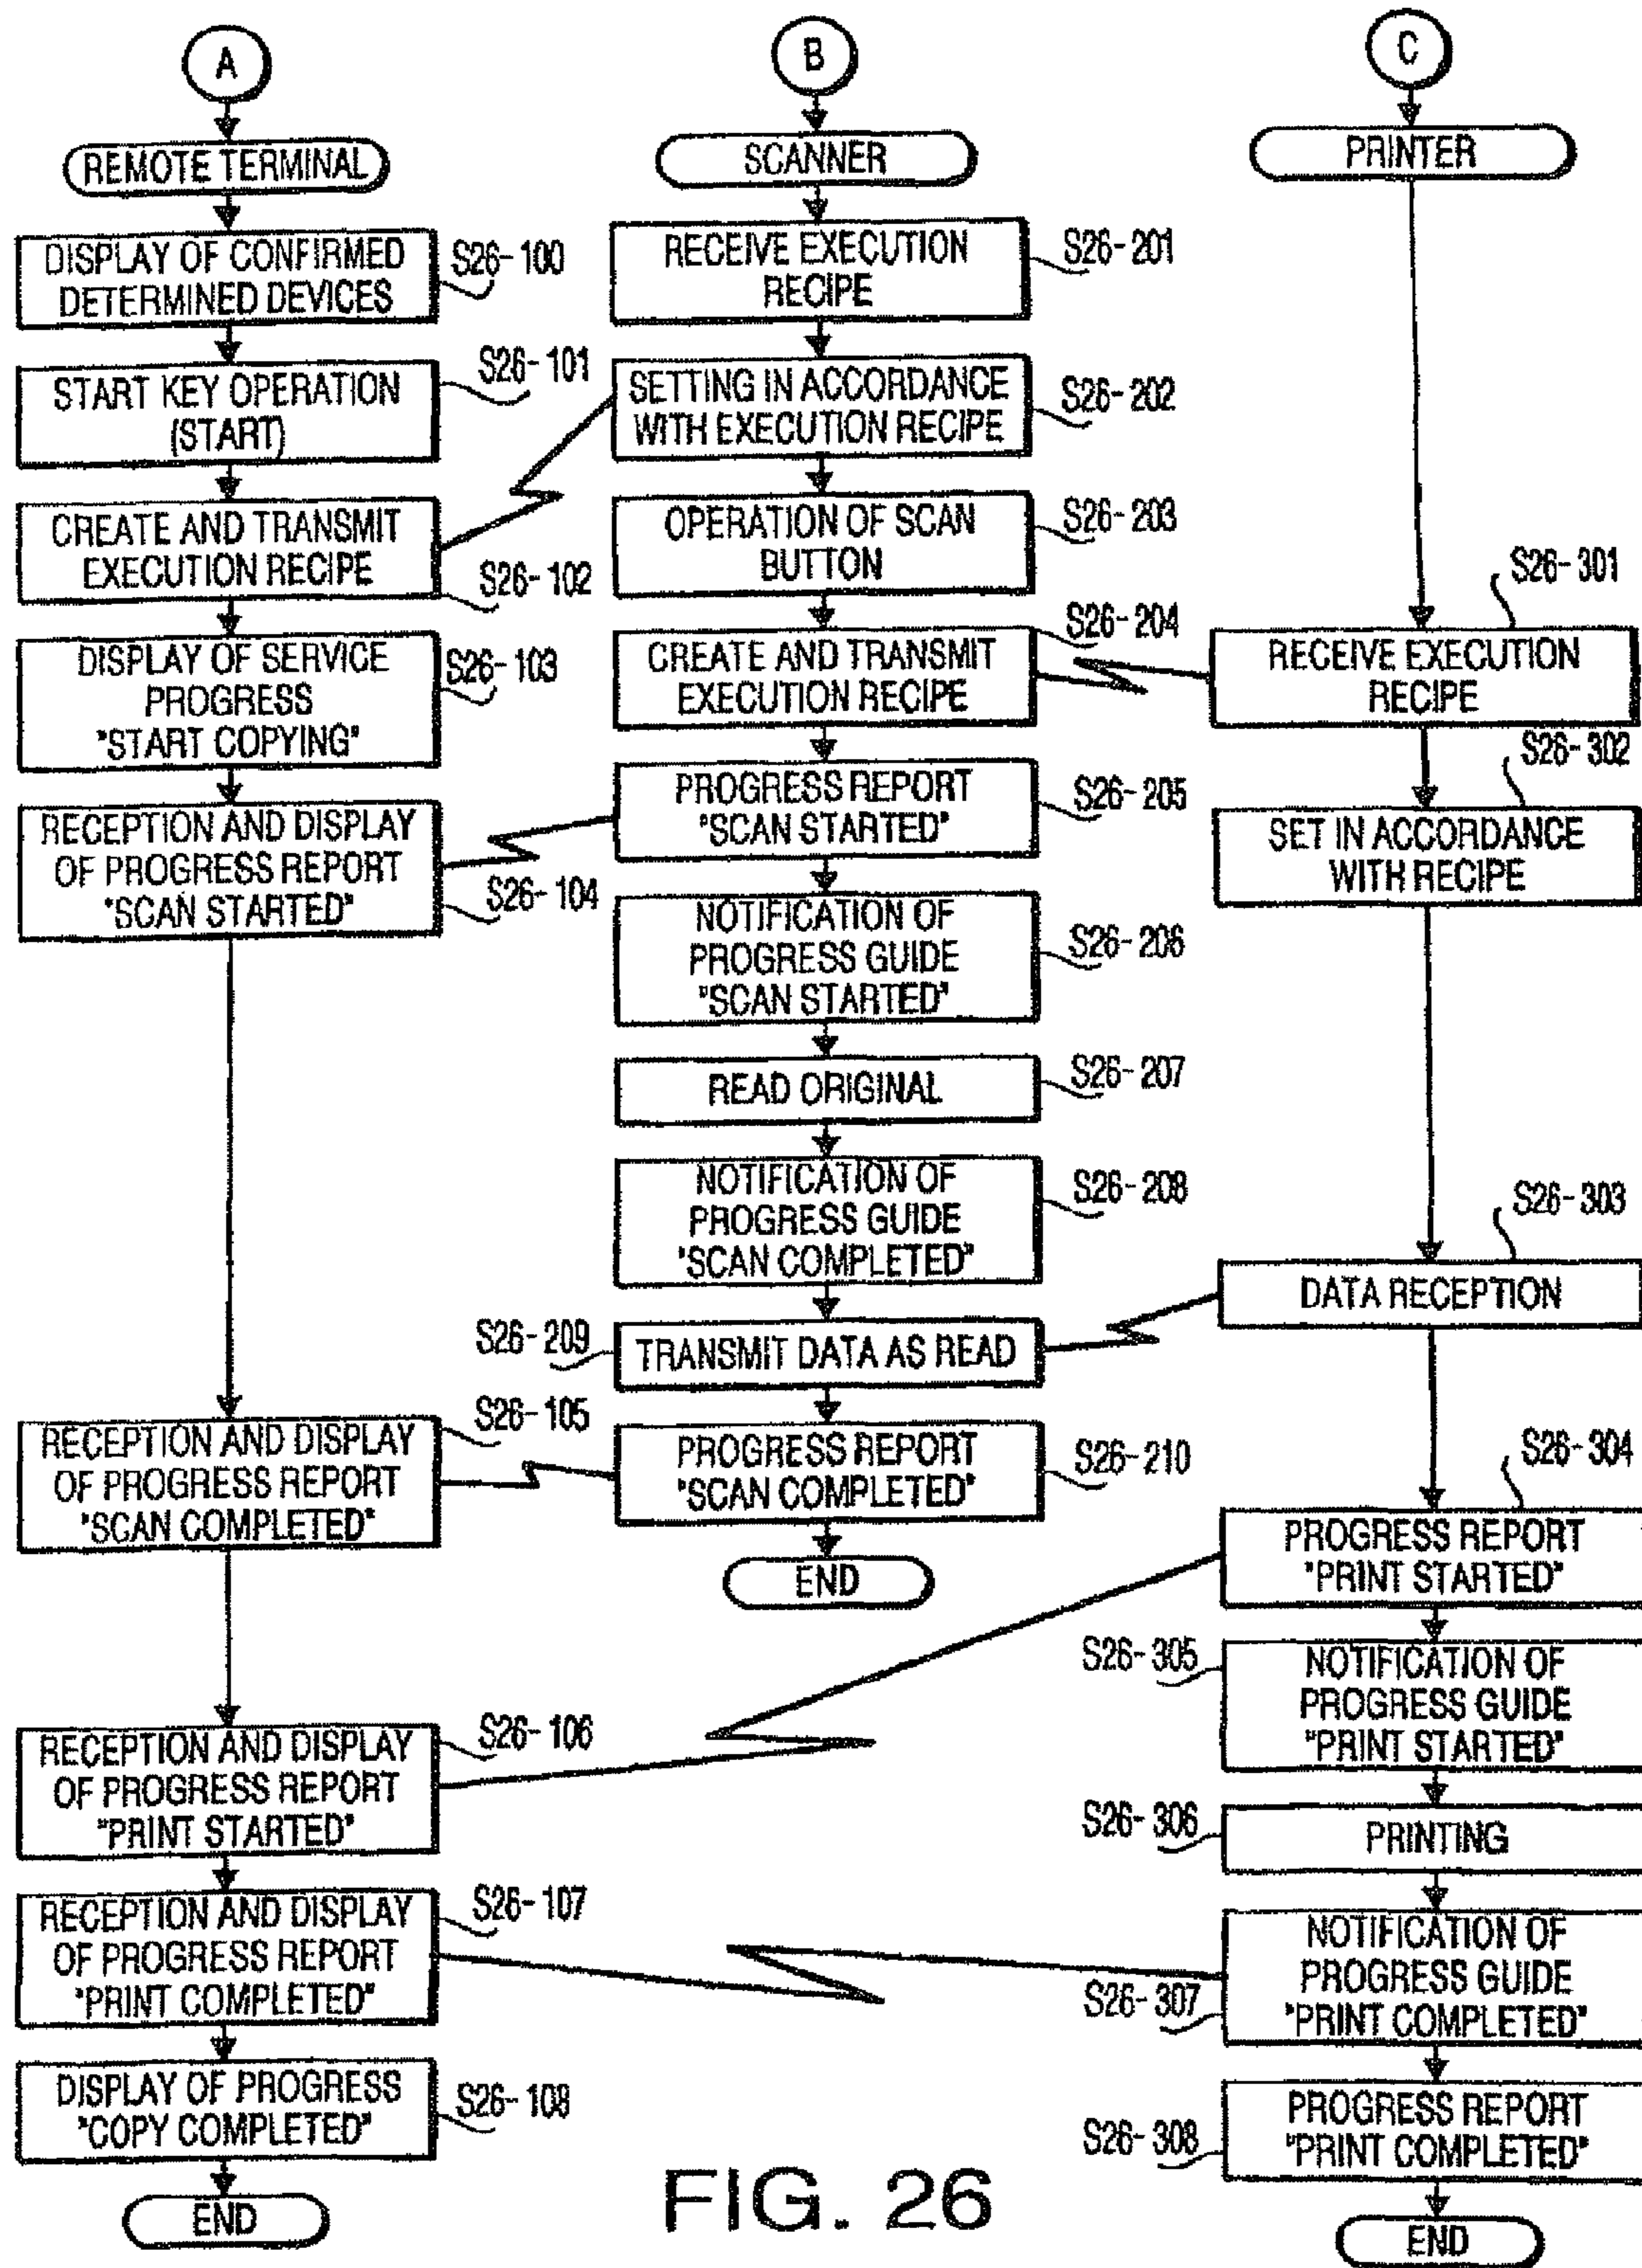 A
REMOTE TERMINAL
DISPLAY OF CONFIRMED
DETERMINED DEVICES
S26-100
START KEY OPERATION
(START)
S26-101
CREATE AND TRANSMIT
EXECUTION RECIPE
S26-102
DISPLAY OF SERVICE
PROGRESS
"START COPYING"
S26-103
RECEPTION AND DISPLAY
OF PROGRESS REPORT
"SCAN STARTED"
S26-104
RECEPTION AND DISPLAY
OF PROGRESS REPORT
"SCAN COMPLETED"
S26-105
RECEPTION AND DISPLAY
OF PROGRESS REPORT
"PRINT STARTED"
S26-106
RECEPTION AND DISPLAY
OF PROGRESS REPORT
"PRINT COMPLETED"
S26-107
DISPLAY OF PROGRESS
"COPY COMPLETED"
S26-108
END
B
SCANNER
RECEIVE EXECUTION
RECIPE
S26-201
SETTING IN ACCORDANCE
WITH EXECUTION RECIPE
S26-202
OPERATION OF SCAN
BUTTON
S26-203
CREATE AND TRANSMIT
EXECUTION RECIPE
S26-204
PROGRESS REPORT
"SCAN STARTED"
S26-205
NOTIFICATION OF
PROGRESS GUIDE
"SCAN STARTED"
S26-206
READ ORIGINAL
S26-207
NOTIFICATION OF
PROGRESS GUIDE
"SCAN COMPLETED"
S26-208
TRANSMIT DATA AS READ
S26-209
PROGRESS REPORT
"SCAN COMPLETED"
S26-210
END
C
PRINTER
RECEIVE EXECUTION
RECIPE
S26-301
SET IN ACCORDANCE
WITH RECIPE
S26-302
DATA RECEPTION
S26-303
PROGRESS REPORT
"PRINT STARTED"
S26-304
NOTIFICATION OF
PROGRESS GUIDE
"PRINT STARTED"
S26-305
PRINTING
S26-306
NOTIFICATION OF
PROGRESS GUIDE
"PRINT COMPLETED"
S26-307
PROGRESS REPORT
"PRINT COMPLETED"
S26-308
END
FIG. 26